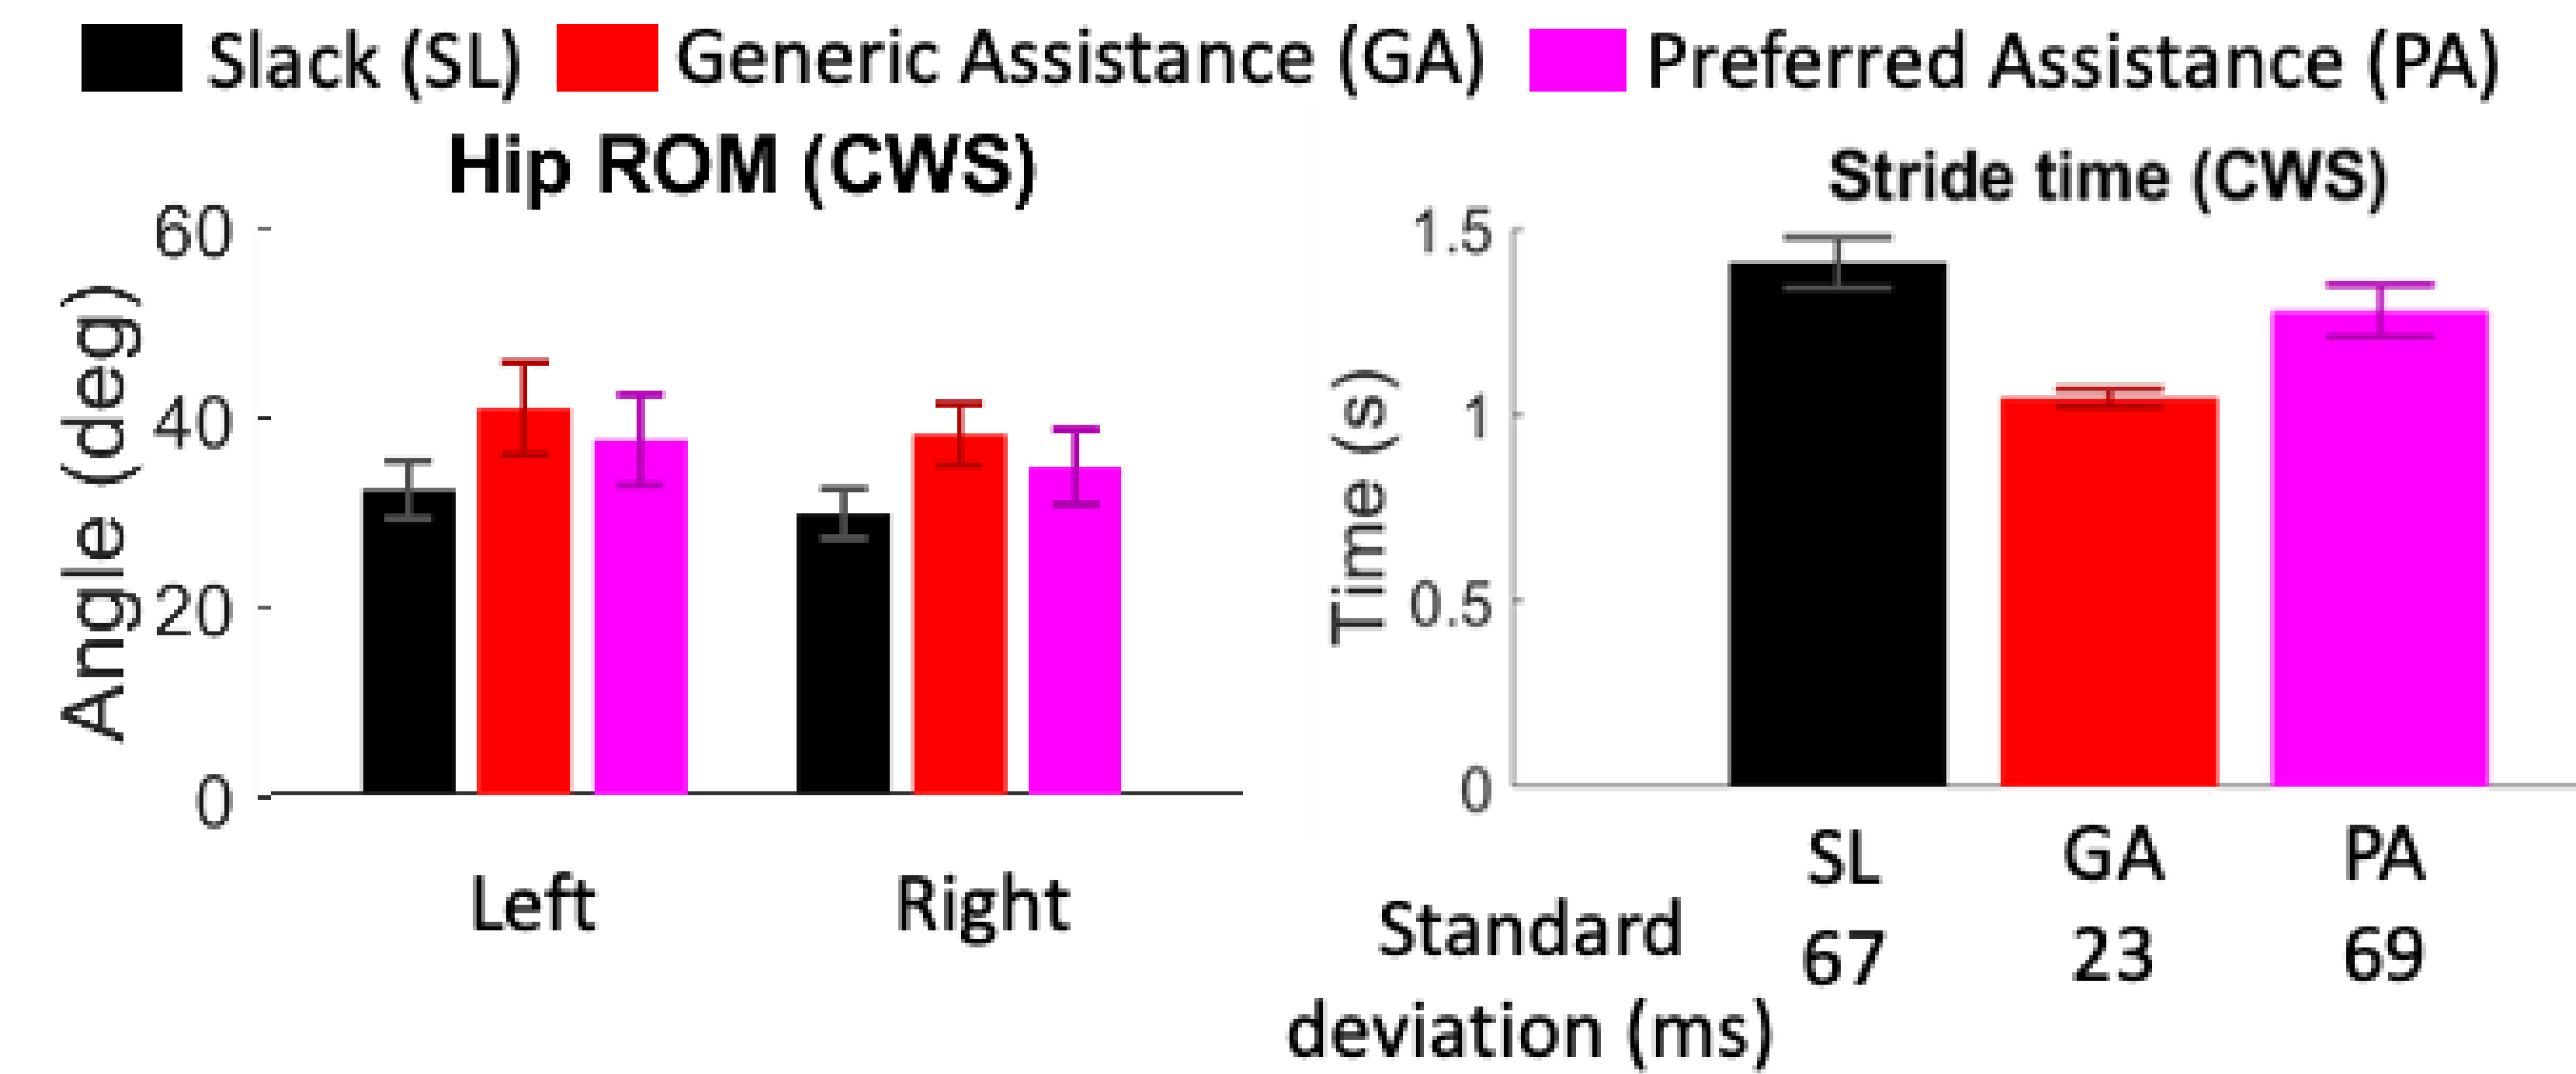 Slack (SL) Generic Assistance (GA) Preferred Assistance (PA)
Hip ROM (CWS)
60
40
20
0
Angle (deg)
Left Right
Stride time (CWS)
1.5
1
0.5
0
Time (s)
SL GA PA
Standard
deviation (ms)
67 23 69